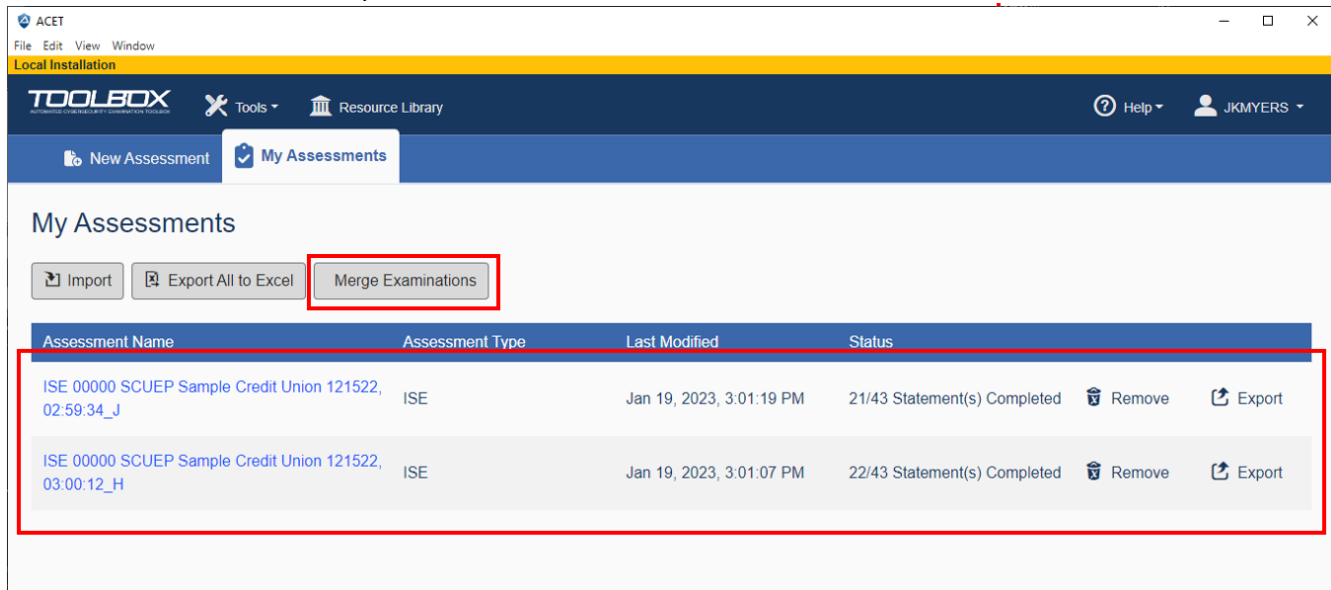 ACET
File Edit View Window
Local Installation
TOOLBOX
AUTOMATED CYBERSECURITY EXAMINATION TOOLBOX
Tools
Resource Library
Help
JKMYERS
New Assessment
My Assessments
My Assessments
Import
Export All to Excel
Merge Examinations
Assessment Name Assessment Type Last Modified Status
ISE 00000 SCUEP Sample Credit Union 121522,
02:59:34_J
ISE Jan 19, 2023, 3:01:19 PM 21/43 Statement(s) Completed Remove Export
ISE 00000 SCUEP Sample Credit Union 121522,
03:00:12_H
ISE Jan 19, 2023, 3:01:07 PM 22/43 Statement(s) Completed Remove Export